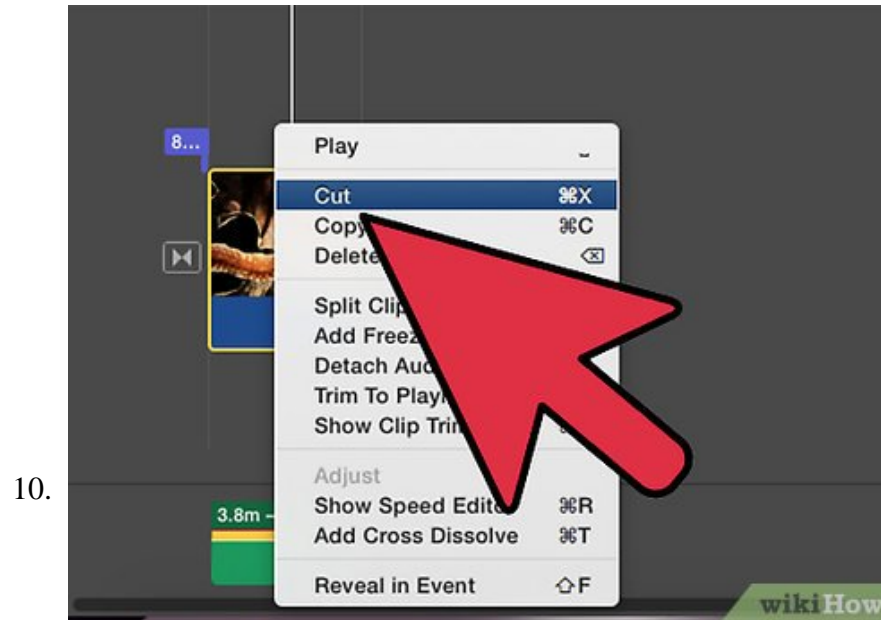 8...
Play ⎵
Cut ⌘X
Copy ⌘C
Delete ⌫
Split Clip
Add Freez
Detach Aud
Trim To Play
Show Clip Tri
Adjust
10.
Show Speed Edito ⌘R
3.8m -
Add Cross Dissolve ⌘T
Reveal in Event ⇧F
wikiHow